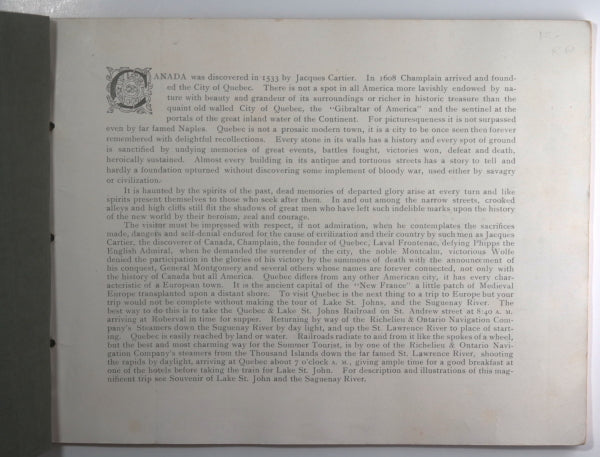 CANADA was discovered in 1533 by Jacques Cartier. In 1608 Champlain arrived and found-
ed the City of Quebec. There is not a spot in all America more lavishly endowed by na-
ture with beauty and grandeur of its surroundings or richer in historic treasure than the
quaint old walled City of Quebec, the "Gibraltar of America" and the sentinel at the
portals of the great inland water of the Continent. For picturesqueness it is not surpassed
even by far famed Naples. Quebec is not a prosaic modern town, it is a city to be once seen then forever
remembered with delightful recollections. Every stone in its walls has a history and every spot of ground
is sanctified by undying memories of great events, battles fought, victories won, defeat and death,
heroically sustained. Almost every building in its antique and tortuous streets has a story to tell and
hardly a foundation upturned without discovering some implement of bloody war, used either by savagry
or civilization.
It is haunted by the spirits of the past, dead memories of departed glory arise at every turn and like
spirits present themselves to those who seek after them. In and out among the narrow streets, crooked
alleys and high cliffs still flit the shadows of great men who have left such indelible marks upon the history
of the new world by their heroism, zeal and courage.
The visitor must be impressed with respect, if not admiration, when he contemplates the sacrifices
made, dangers and self-denial endured for the cause of civilization and their country by such men as Jacques
Cartier, the discoverer of Canada, Champlain, the founder of Quebec, Laval Frontenac, defying Phipps the
English Admiral, when he demanded the surrender of the city, the noble Montcalm, victorious Wolfe
denied the participation in the glories of his victory by the summons of death with the announcement of
his conquest, General Montgomery and several others whose names are forever connected, not only with
the history of Canada but all America. Quebec differs from any other American city, it has every char-
acteristic of a European town. It is the ancient capital of the "New France" a little patch of Medieval
Europe transplanted upon a distant shore. To visit Quebec is the next thing to a trip to Europe but your
trip would not be complete without making the tour of Lake St. Johns, and the Suguenay River. The
best way to do this is to take the Quebec & Lake St. Johns Railroad on St. Andrew street at 8:40 A. M.
arriving at Roberval in time for supper. Returning by way of the Richelieu & Ontario Navigation Com-
pany's Steamers down the Suguenay River by day light, and up the St. Lawrence River to place of start-
ing. Quebec is easily reached by land or water. Railroads radiate to and from it like the spokes of a wheel,
but the best and most charming way for the Summer Tourist, is by one of the Richelieu & Ontario Navi-
gation Company's steamers from the Thousand Islands down the far famed St. Lawrence River, shooting
the rapids by daylight, arriving at Quebec about 7 o'clock A. M., giving ample time for a good breakfast at
one of the hotels before taking the train for Lake St. John. For description and illustrations of this mag-
nificent trip see Souvenir of Lake St. John and the Saguenay River.